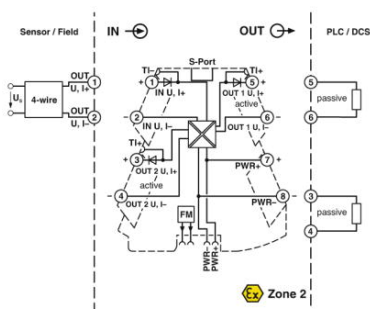 Sensor / Field
IN
OUT
PLC / DCS
S-Port
TI–
TI+
OUT
U, I+
1
+
1
IN U, I+
5
+
OUT 1 U, I+
active
5
passive
6
Us
4-wire
OUT
U, I–
2
–
2
IN U, I–
6
–
OUT 1 U, I–
TI+
+
3
OUT 2 U, I+
active
7
+
PWR+
–
4
OUT 2 U, I–
8
–
PWR–
3
passive
4
FM
PWR–
PWR+
Ex
Zone 2